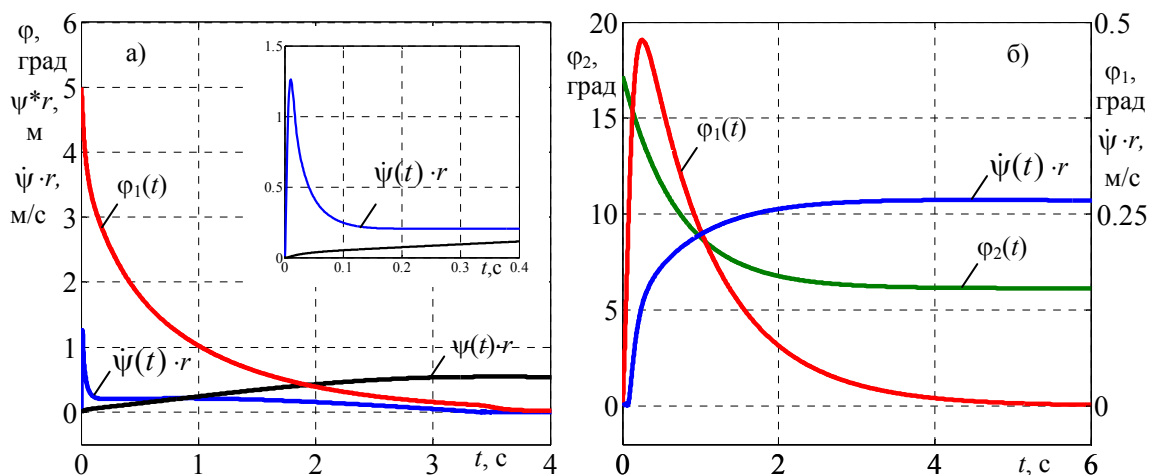 6
φ,
град
ψ*r,
м
ψ̇ ·r,
м/с
а)
5
4
3
2
1
0
φ₁(t)
ψ̇(t) ·r
ψ(t)·r
0
1
2
3
t, с
4
1.5
1
0.5
0
ψ̇(t) ·r
0
0.1
0.2
0.3
t,с
0.4
20
φ₂,
град
15
10
5
0
б)
φ₁(t)
ψ̇(t) ·r
φ₂(t)
0.5
φ₁,
град
ψ̇ ·r,
м/с
0.25
0
0
2
4
t, с
6